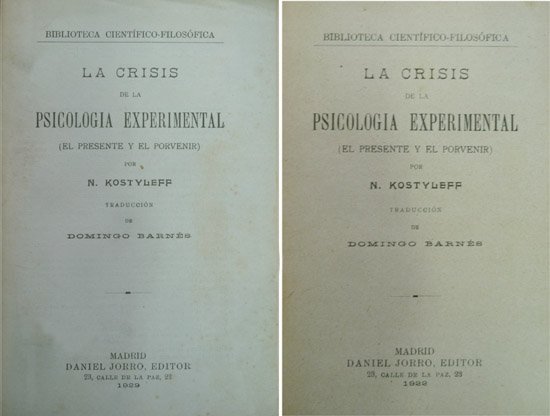 BIBLIOTECA CIENTÍFICO-FILOSÓFICA
LA CRISIS
DE LA
PSICOLOGIA EXPERIMENTAL
(EL PRESENTE Y EL PORVENIR)
POR
N. KOSTYLEFF
TRADUCCIÓN
DE
DOMINGO BARNÉS
MADRID
DANIEL JORRO, EDITOR
23, CALLE DE LA PAZ, 23
1922
BIBLIOTECA CIENTÍFICO-FILOSÓFICA
LA CRISIS
DE LA
PSICOLOGIA EXPERIMENTAL
(EL PRESENTE Y EL PORVENIR)
POR
N. KOSTYLEFF
TRADUCCIÓN
DE
DOMINGO BARNÉS
MADRID
DANIEL JORRO, EDITOR
23, CALLE DE LA PAZ, 23
1922